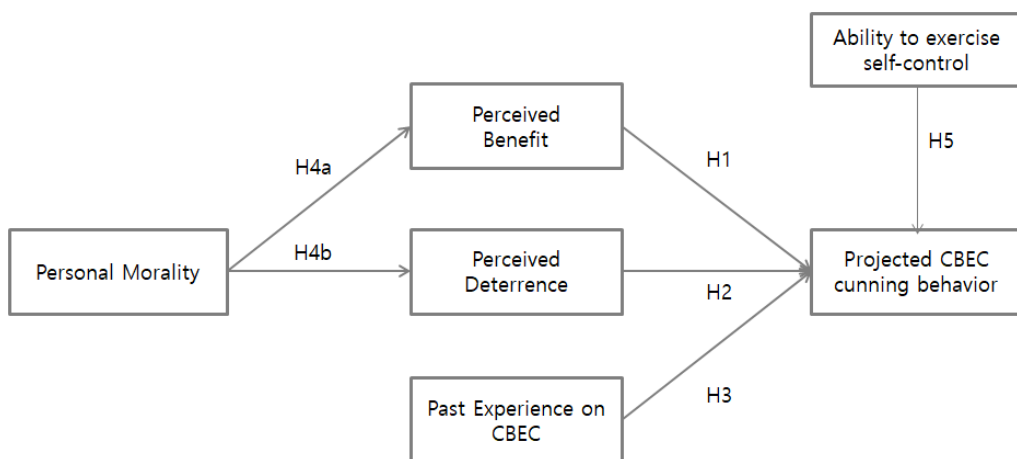 Ability to exercise
self-control
Perceived
Benefit
H4a
H1
H5
Personal Morality
H4b
Perceived
Deterrence
H2
Projected CBEC
cunning behavior
Past Experience on
CBEC
H3